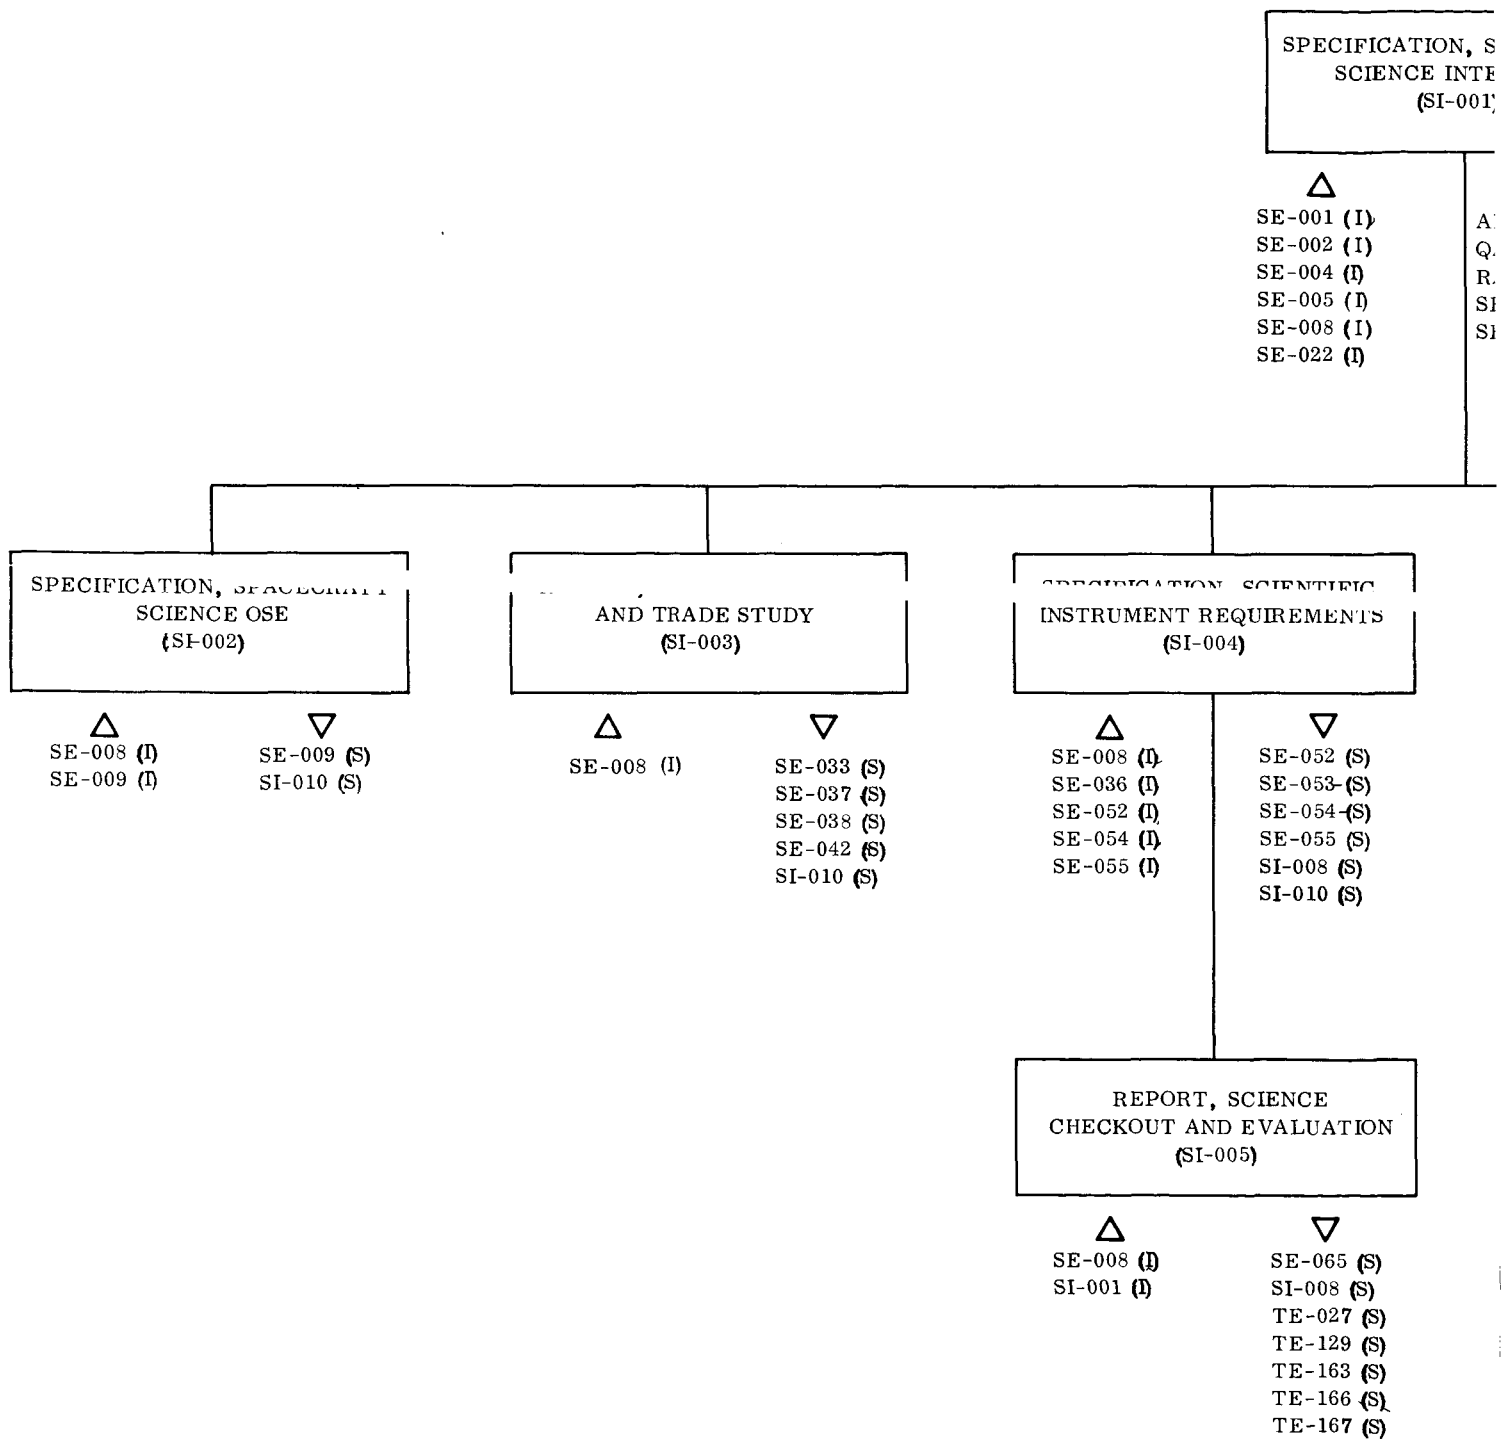 SPECIFICATION, S
SCIENCE INTE
(SI-001)
SE-001 (I)
SE-002 (I)
SE-004 (I)
SE-005 (I)
SE-008 (I)
SE-022 (I)
SPECIFICATION, SPACECRAFT
SCIENCE OSE
(SI-002)
SE-008 (I)
SE-009 (I)
SE-009 (S)
SI-010 (S)
AND TRADE STUDY
(SI-003)
SE-008 (I)
SE-033 (S)
SE-037 (S)
SE-038 (S)
SE-042 (S)
SI-010 (S)
SPECIFICATION, SCIENTIFIC
INSTRUMENT REQUIREMENTS
(SI-004)
SE-008 (I)
SE-036 (I)
SE-052 (I)
SE-054 (I)
SE-055 (I)
SE-052 (S)
SE-053 (S)
SE-054 (S)
SE-055 (S)
SI-008 (S)
SI-010 (S)
REPORT, SCIENCE
CHECKOUT AND EVALUATION
(SI-005)
SE-008 (I)
SI-001 (I)
SE-065 (S)
SI-008 (S)
TE-027 (S)
TE-129 (S)
TE-163 (S)
TE-166 (S)
TE-167 (S)